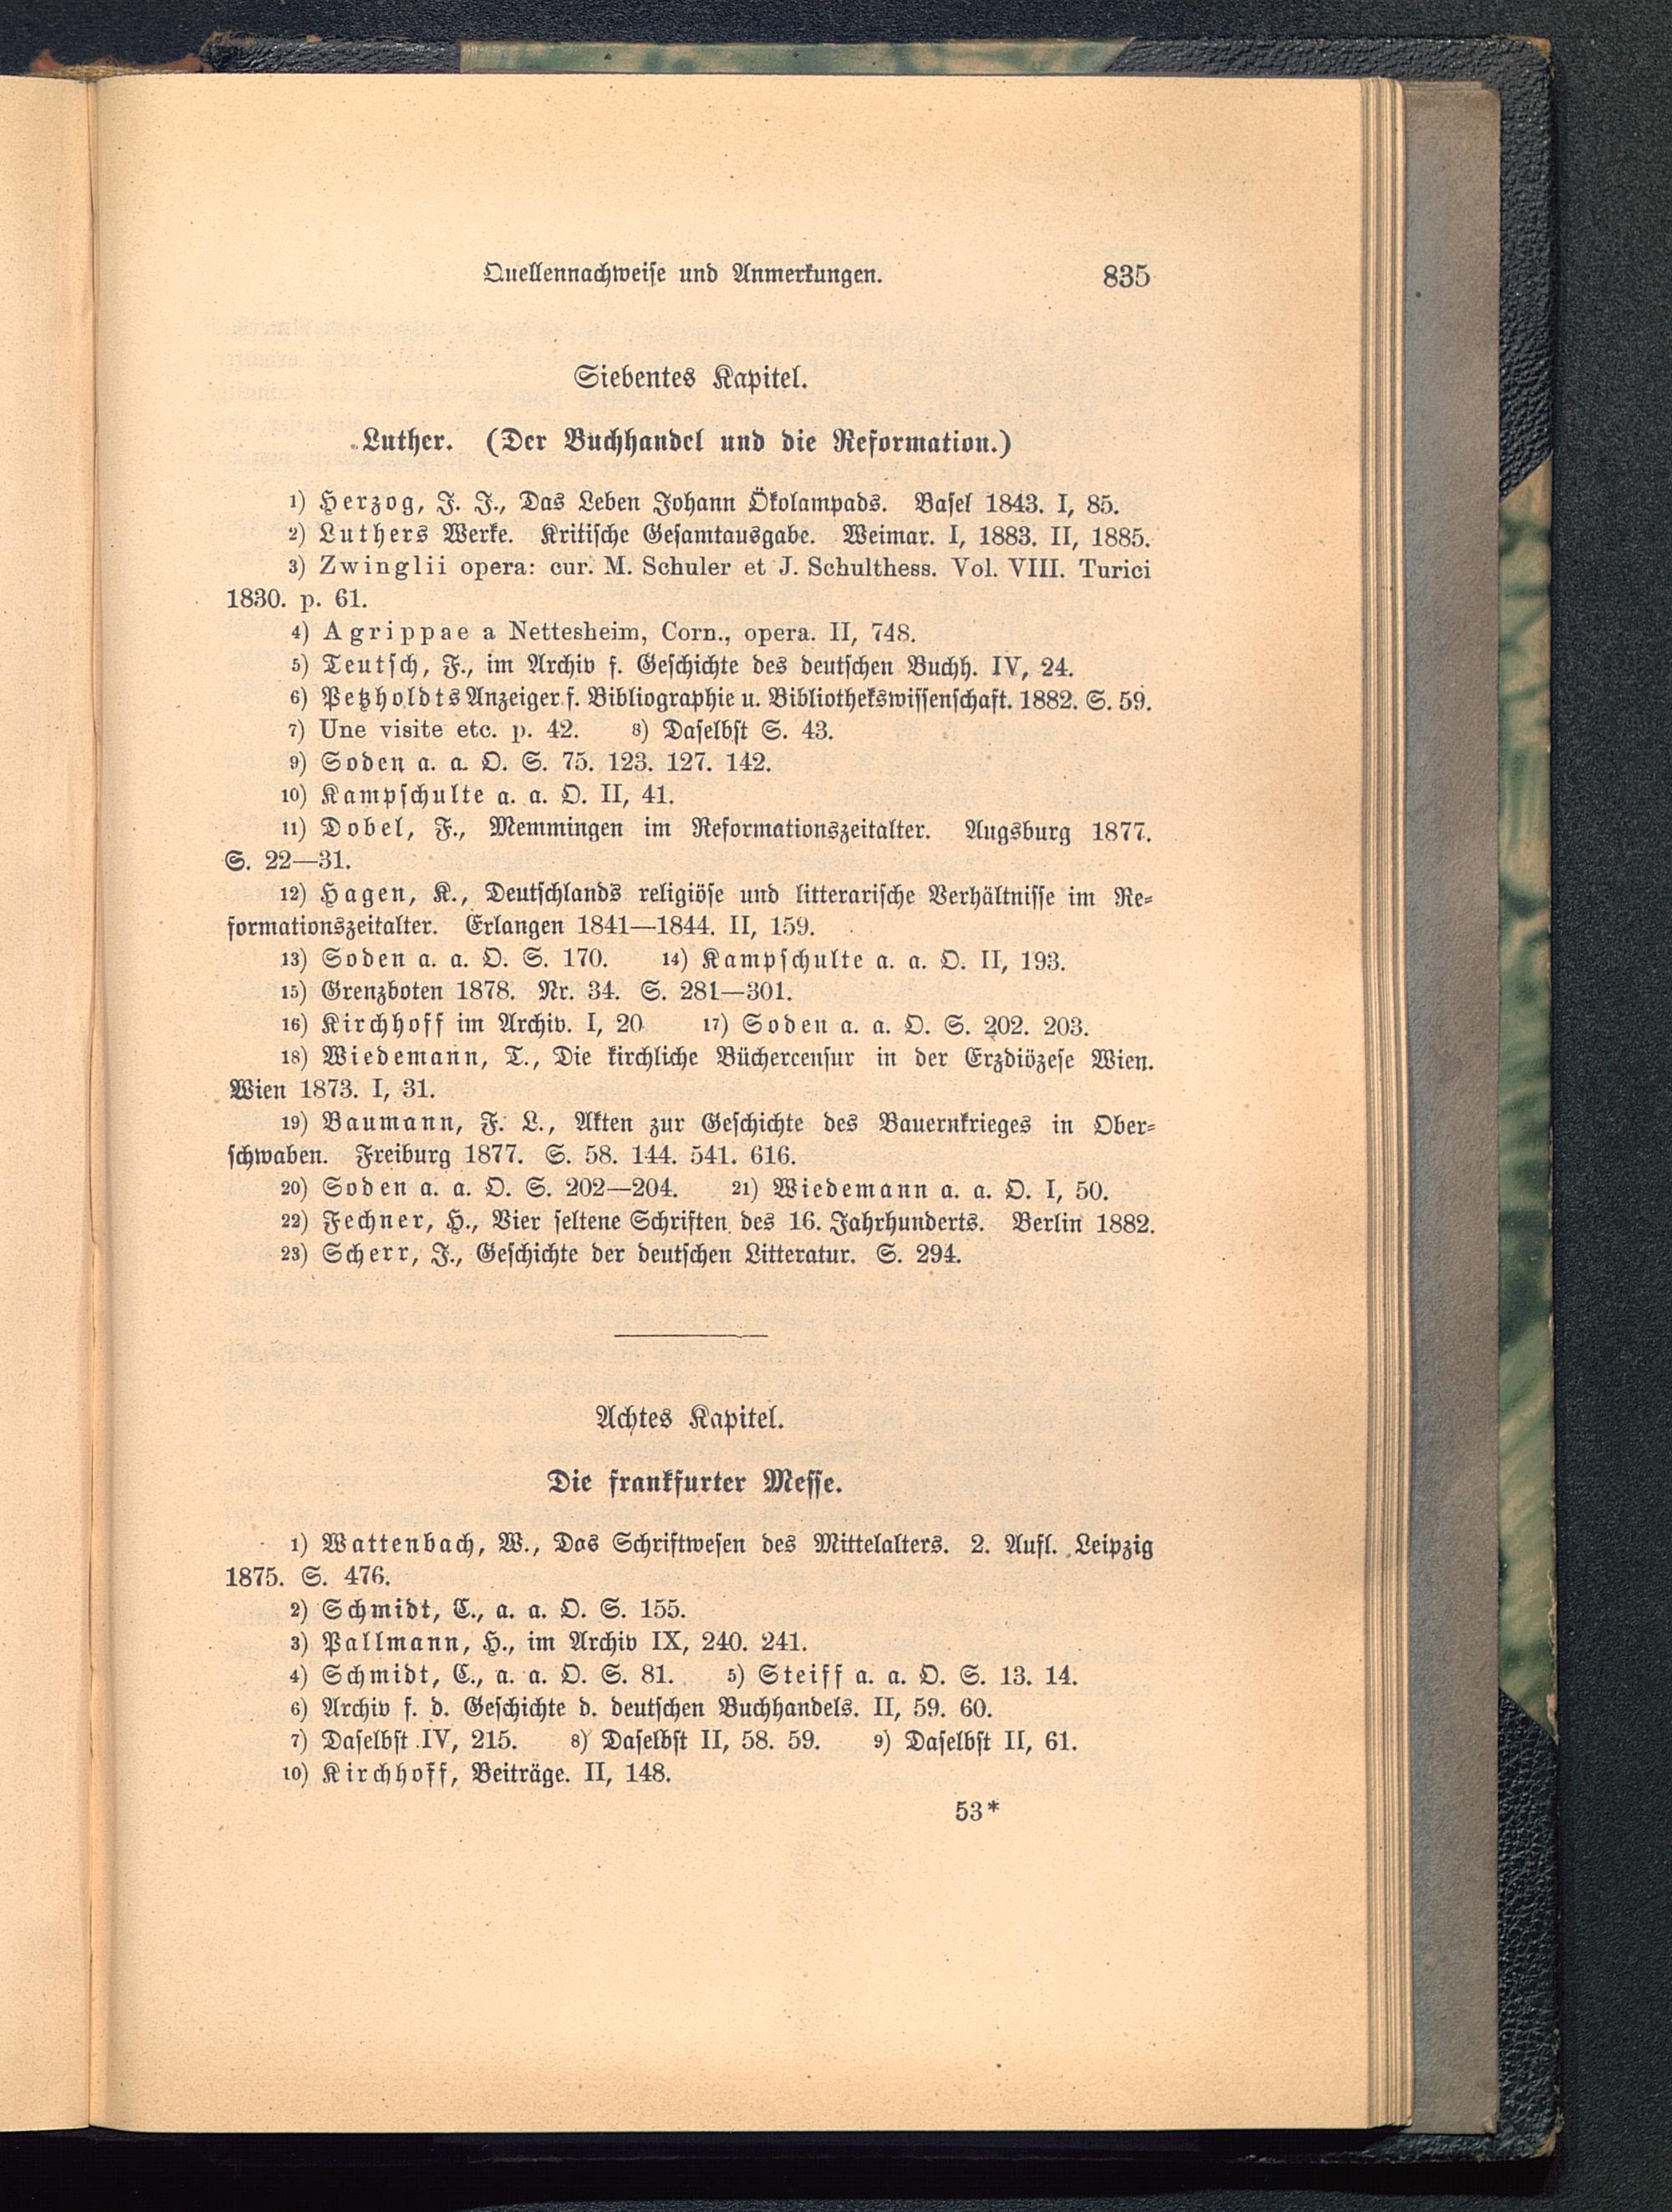 Quellennachweise und Anmerkungen. 835
Siebentes Kapitel.
Luther. (Der Buchhandel und die Reformation.)
1) Herzog, J. J., Das Leben Johann Ökolampads. Basel 1843. I, 85.
2) Luthers Werke. Kritische Gesamtausgabe. Weimar. I, 1883. II, 1885.
3) Zwinglii opera: cur. M. Schuler et J. Schulthess. Vol. VIII. Turici
1830. p. 61.
4) Agrippae a Nettesheim, Corn., opera. II, 748.
5) Teutsch, F., im Archiv f. Geschichte des deutschen Buchh. IV, 24.
6) Petzholdts Anzeiger f. Bibliographie u. Bibliothekswissenschaft. 1882. S. 59.
7) Une visite etc. p. 42. 8) Daselbst S. 43.
9) Soden a. a. O. S. 75. 123. 127. 142.
10) Kampschulte a. a. O. II, 41.
11) Dobel, F., Memmingen im Reformationszeitalter. Augsburg 1877.
S. 22—31.
12) Hagen, K., Deutschlands religiöse und litterarische Verhältnisse im Re-
formationszeitalter. Erlangen 1841—1844. II, 159.
13) Soden a. a. O. S. 170. 14) Kampschulte a. a. O. II, 193.
15) Grenzboten 1878. Nr. 34. S. 281—301.
16) Kirchhoff im Archiv. I, 20 17) Soden a. a. O. S. 202. 203.
18) Wiedemann, T., Die kirchliche Büchercensur in der Erzdiözese Wien.
Wien 1873. I, 31.
19) Baumann, F. L., Akten zur Geschichte des Bauernkrieges in Ober-
schwaben. Freiburg 1877. S. 58. 144. 541. 616.
20) Soden a. a. O. S. 202—204. 21) Wiedemann a. a. O. I, 50.
22) Fechner, H., Vier seltene Schriften des 16. Jahrhunderts. Berlin 1882.
23) Scherr, J., Geschichte der deutschen Litteratur. S. 294.
Achtes Kapitel.
Die frankfurter Messe.
1) Wattenbach, W., Das Schriftwesen des Mittelalters. 2. Aufl. Leipzig
1875. S. 476.
2) Schmidt, C., a. a. O. S. 155.
3) Pallmann, H., im Archiv IX, 240. 241.
4) Schmidt, C., a. a. O. S. 81. 5) Steiff a. a. O. S. 13. 14.
6) Archiv f. d. Geschichte d. deutschen Buchhandels. II, 59. 60.
7) Daselbst IV, 215. 8) Daselbst II, 58. 59. 9) Daselbst II, 61.
10) Kirchhoff, Beiträge. II, 148.
53*